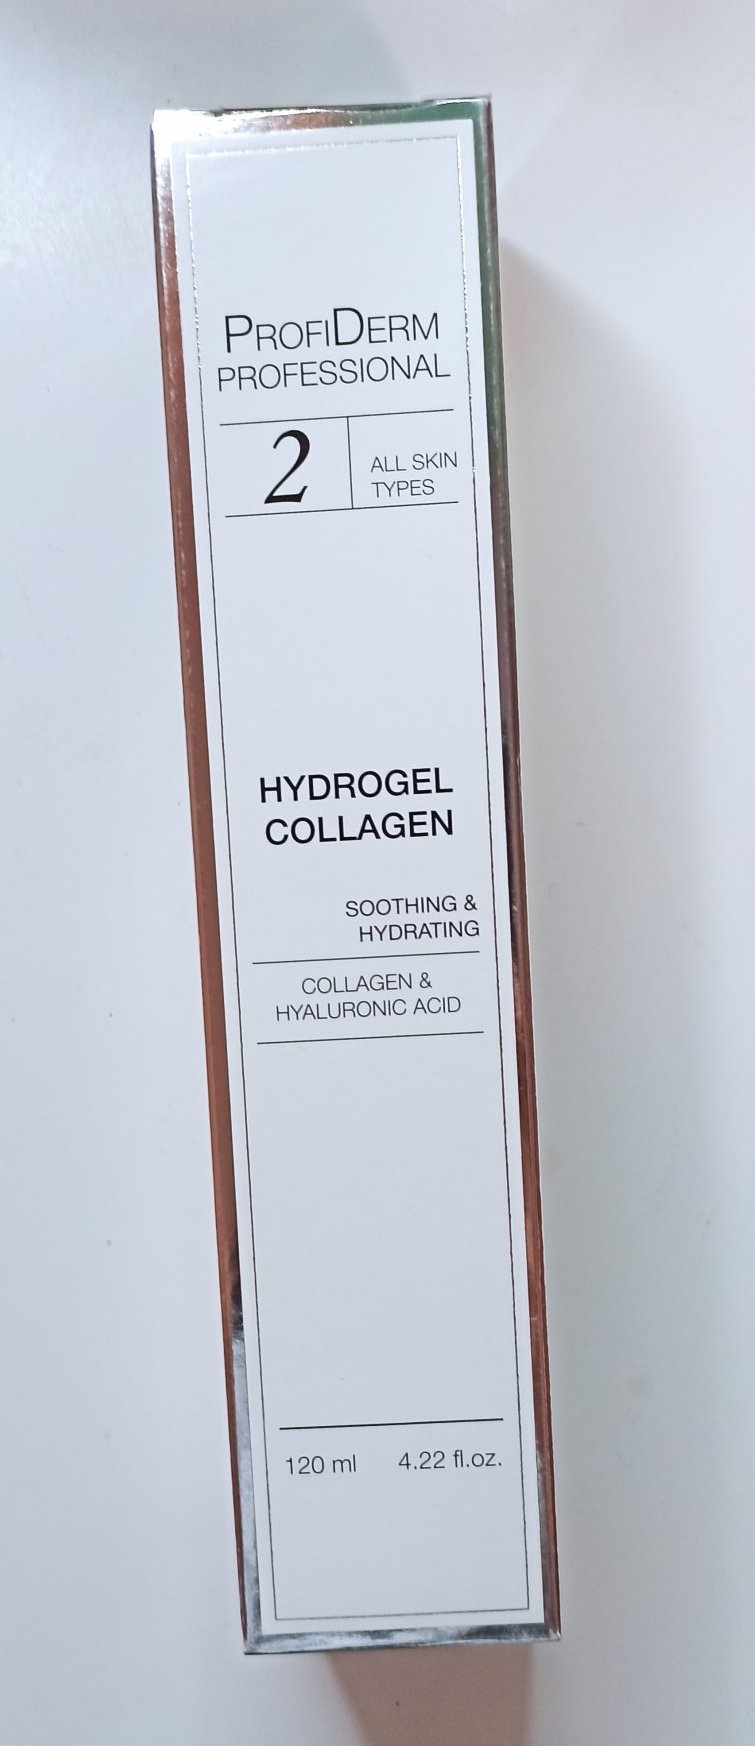 PROFIDERM
PROFESSIONAL
2
ALL SKIN
TYPES
HYDROGEL
COLLAGEN
SOOTHING &
HYDRATING
COLLAGEN &
HYALURONIC ACID
120 ml 4.22 fl.oz.